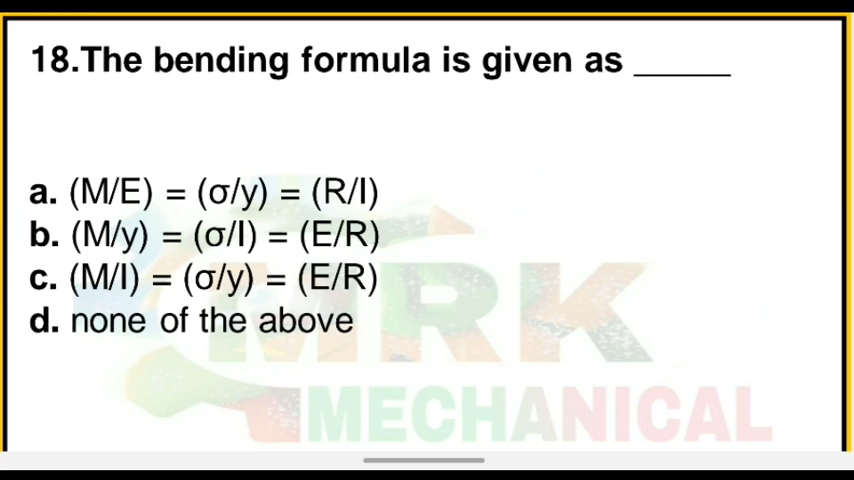 18.The bending formula is given as _____
a. (M/E) = (σ/y) = (R/I)
b. (M/y) = (σ/I) = (E/R)
c. (M/I) = (σ/y) = (E/R)
d. none of the above
MRK
MECHANICAL